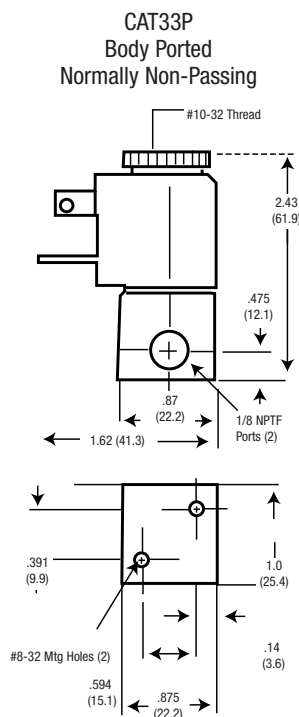 CAT33P
Body Ported
Normally Non-Passing
#10-32 Thread
2.43
(61.9)
.475
(12.1)
.87
(22.2)
1/8 NPTF
Ports (2)
1.62 (41.3)
.391
(9.9)
1.0
(25.4)
#8-32 Mtg Holes (2)
.14
(3.6)
.594
(15.1)
.875
(22.2)